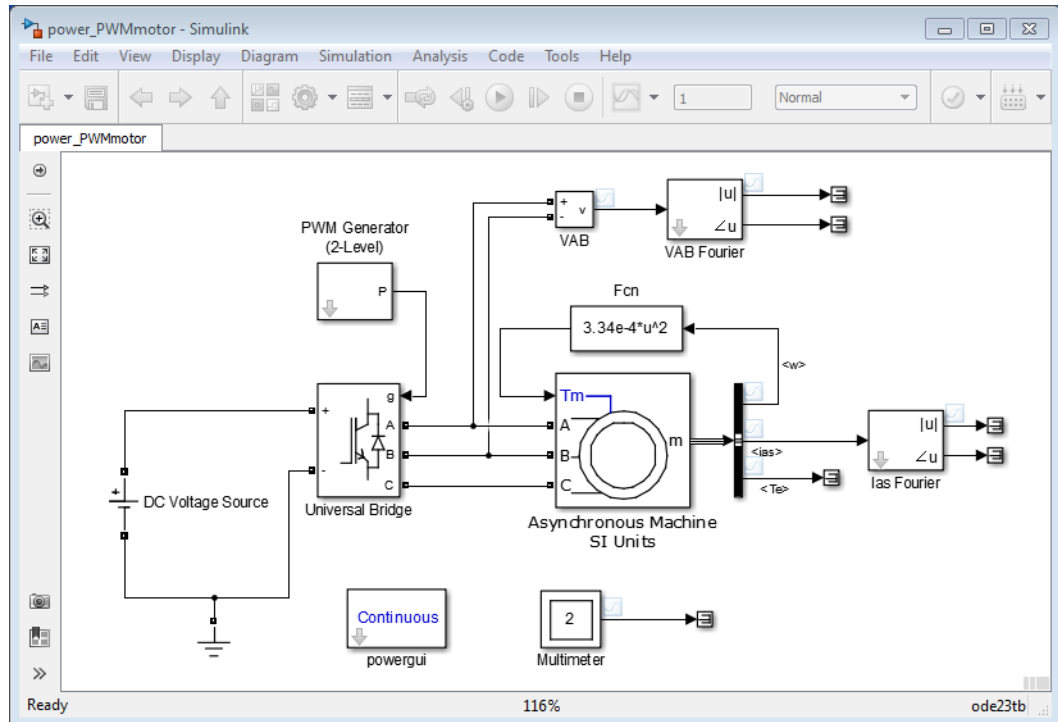 power_PWMmotor - Simulink
File Edit View Display Diagram Simulation Analysis Code Tools Help
1 Normal
power_PWMmotor
+ - v
VAB
|u|
∠u
VAB Fourier
PWM Generator
(2-Level)
P
Fcn
3.34e-4*u^2
<w>
g
+
A
B
-
C
Universal Bridge
Tm
A
B
C
m
Asynchronous Machine
SI Units
<ias>
<Te>
|u|
∠u
Ias Fourier
+
DC Voltage Source
Continuous
powergui
2
Multimeter
Ready 116% ode23tb